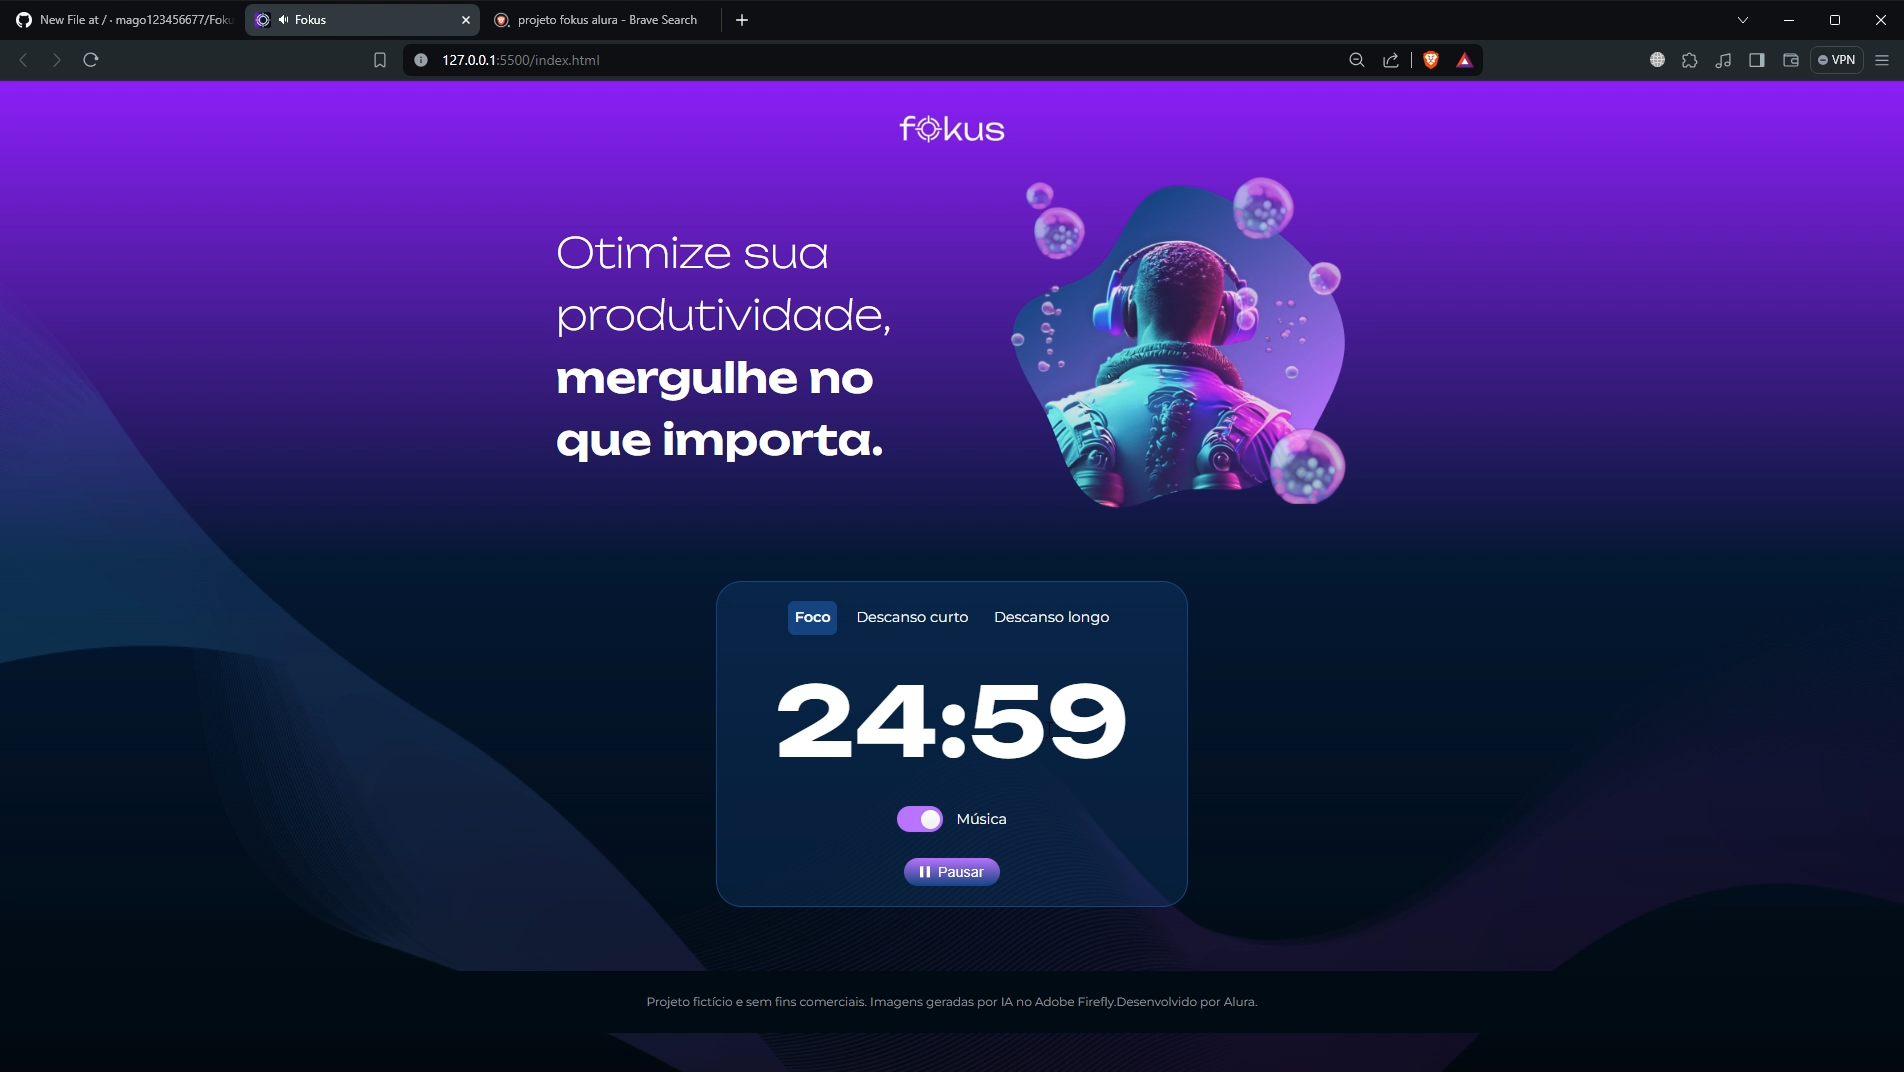 New File at / · mago123456677/Foku
Fokus
projeto fokus alura - Brave Search
127.0.0.1:5500/index.html
VPN
fokus
Otimize sua
produtividade,
mergulhe no
que importa.
Foco
Descanso curto
Descanso longo
24:59
Música
Pausar
Projeto fictício e sem fins comerciais. Imagens geradas por IA no Adobe Firefly.Desenvolvido por Alura.